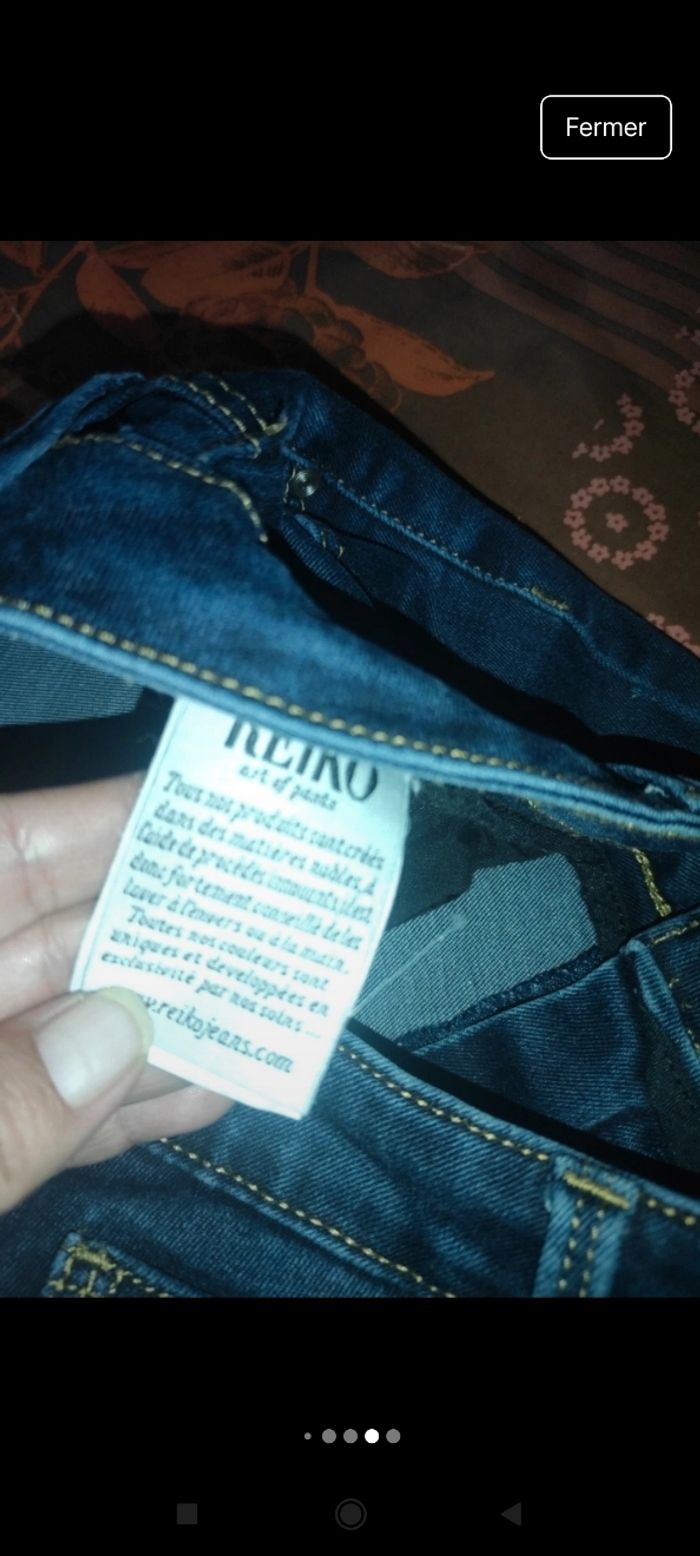 Fermer
REIKO
art of pants
Tous nos produits sont créés
dans des matières nobles, à
l'aide de procédés innovants, il est
donc fortement conseillé de les
laver à l'envers ou à la main.
Toutes nos couleurs sont
uniques et developpées en
exclusivité par nos soins...
.reikojeans.com